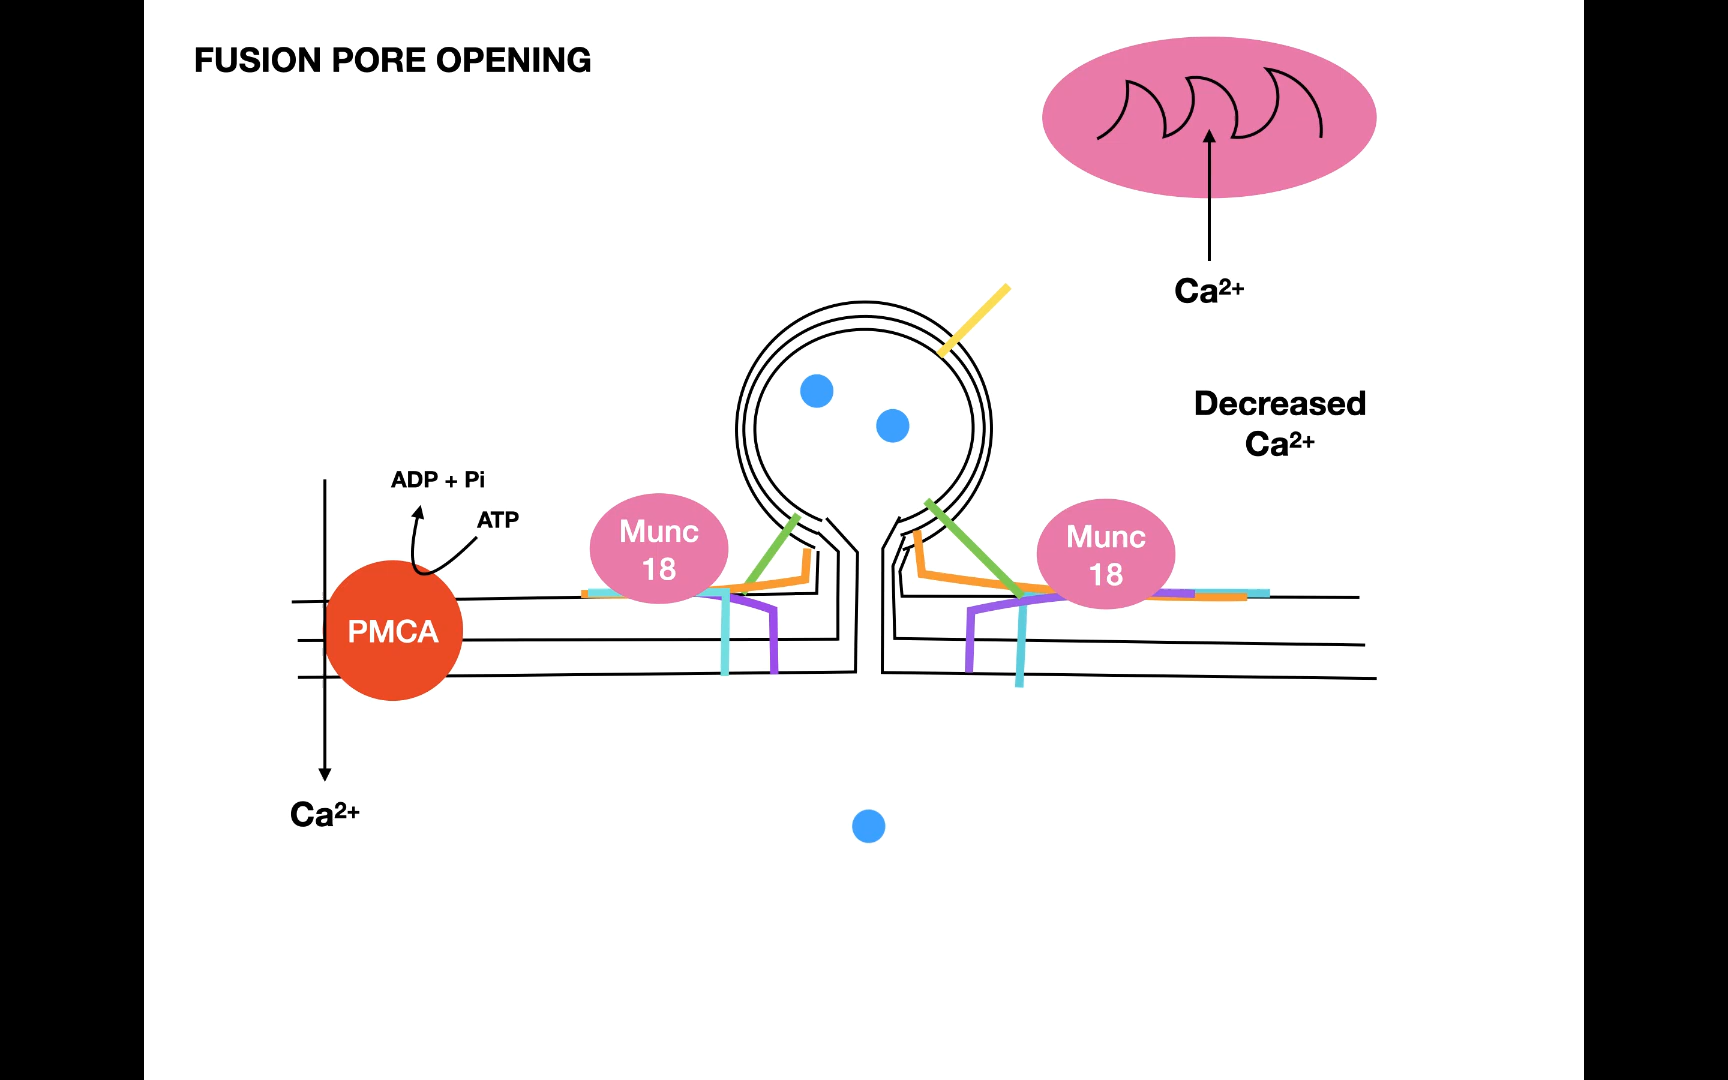 FUSION PORE OPENING
Ca²⁺
Decreased
Ca²⁺
ADP + Pi
ATP
Munc
18
Munc
18
PMCA
Ca²⁺